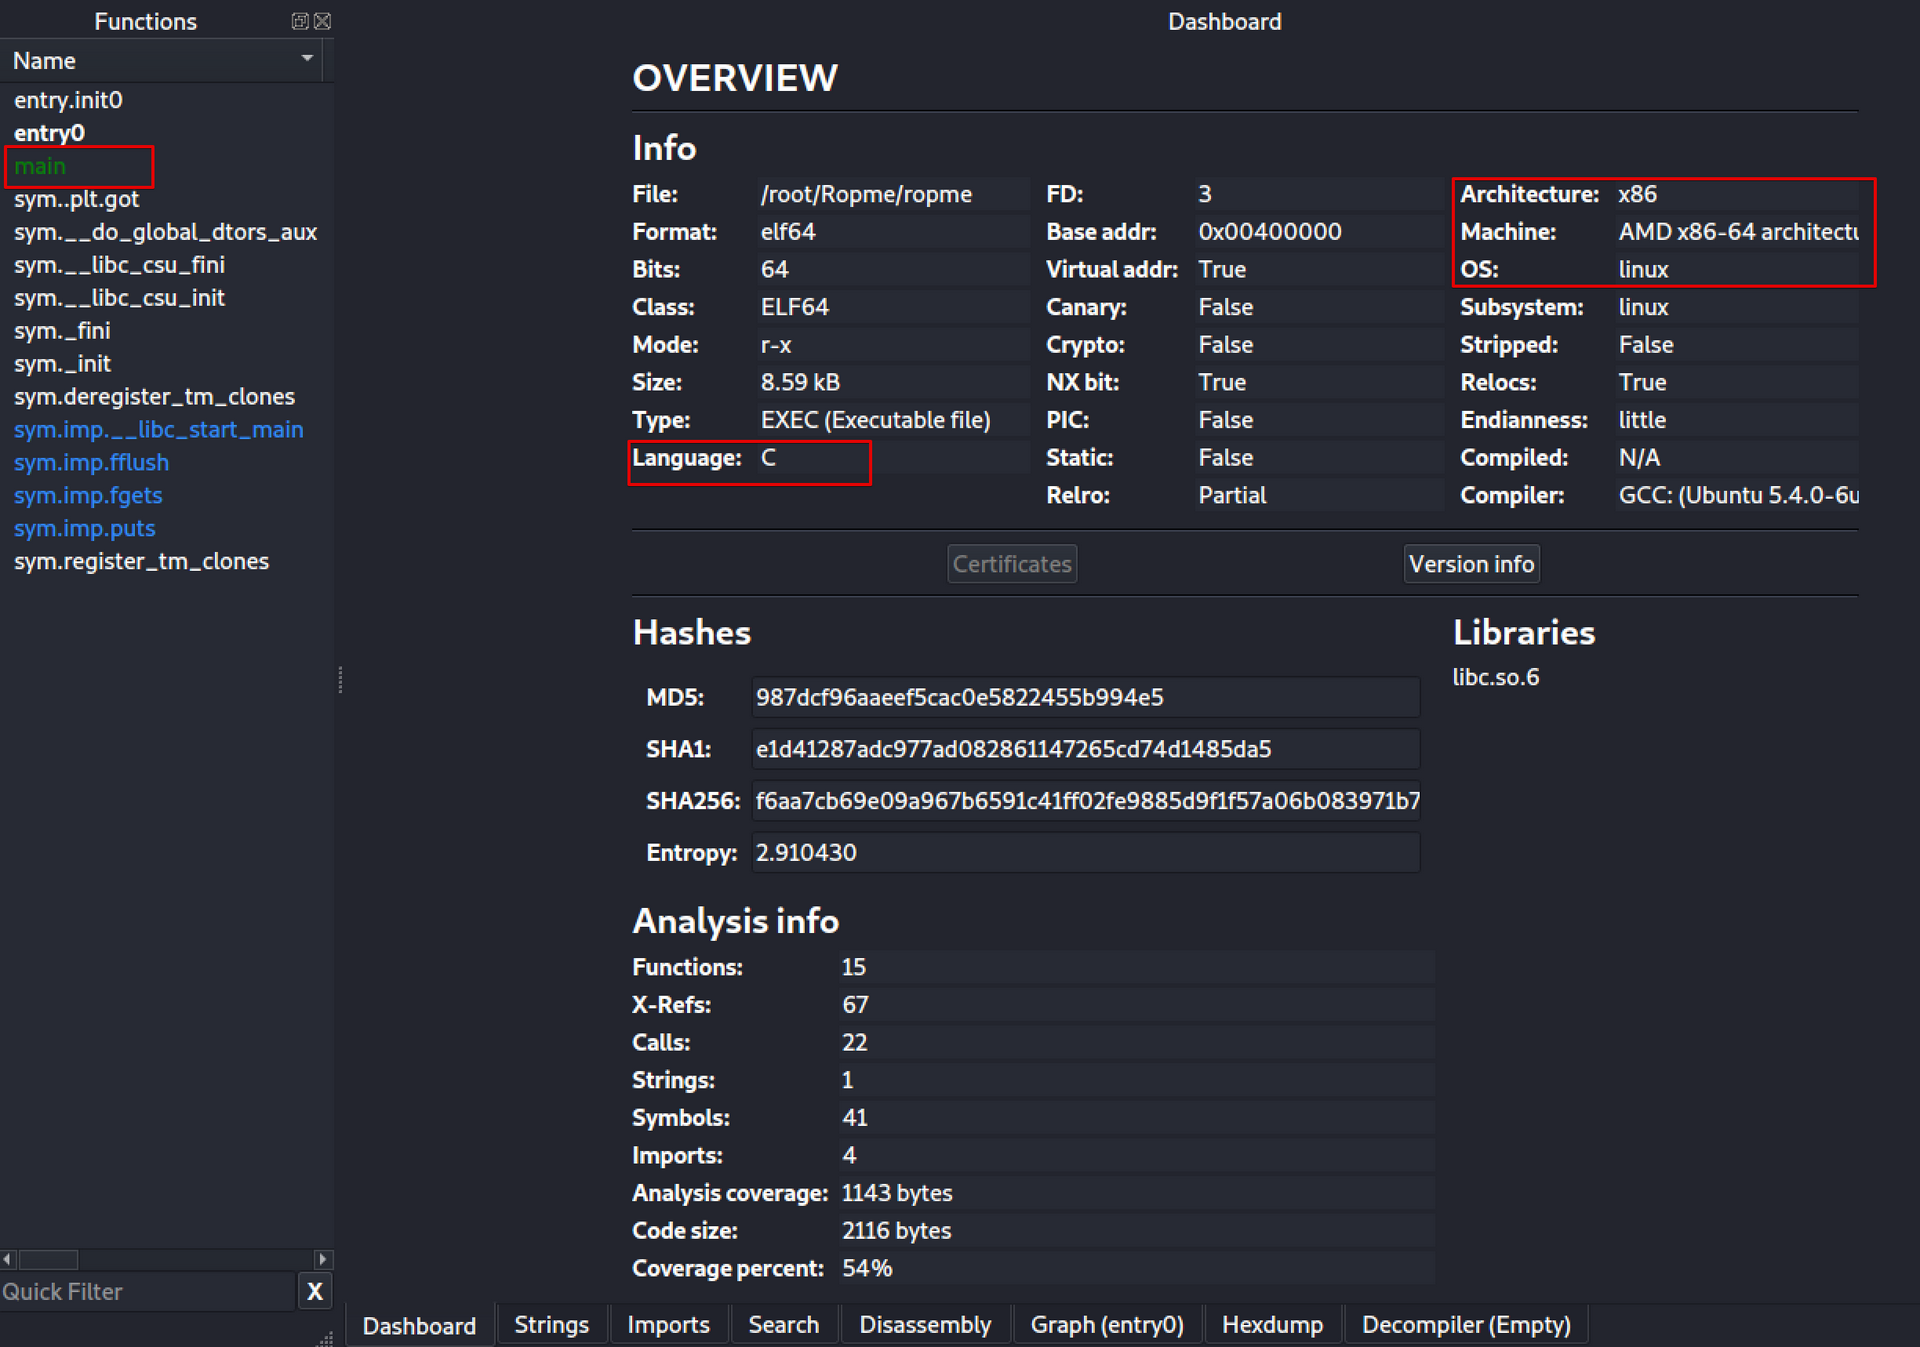 Functions
Name
entry.init0
entry0
main
sym..plt.got
sym.__do_global_dtors_aux
sym.__libc_csu_fini
sym.__libc_csu_init
sym._fini
sym._init
sym.deregister_tm_clones
sym.imp.__libc_start_main
sym.imp.fflush
sym.imp.fgets
sym.imp.puts
sym.register_tm_clones
Quick Filter
X
Dashboard
OVERVIEW
Info
File: /root/Ropme/ropme FD: 3 Architecture: x86
Format: elf64 Base addr: 0x00400000 Machine: AMD x86-64 architectu
Bits: 64 Virtual addr: True OS: linux
Class: ELF64 Canary: False Subsystem: linux
Mode: r-x Crypto: False Stripped: False
Size: 8.59 kB NX bit: True Relocs: True
Type: EXEC (Executable file) PIC: False Endianness: little
Language: C Static: False Compiled: N/A
Relro: Partial Compiler: GCC: (Ubuntu 5.4.0-6u
Certificates Version info
Hashes Libraries
libc.so.6
MD5: 987dcf96aaeef5cac0e5822455b994e5
SHA1: e1d41287adc977ad082861147265cd74d1485da5
SHA256: f6aa7cb69e09a967b6591c41ff02fe9885d9f1f57a06b083971b7
Entropy: 2.910430
Analysis info
Functions: 15
X-Refs: 67
Calls: 22
Strings: 1
Symbols: 41
Imports: 4
Analysis coverage: 1143 bytes
Code size: 2116 bytes
Coverage percent: 54%
Dashboard Strings Imports Search Disassembly Graph (entry0) Hexdump Decompiler (Empty)